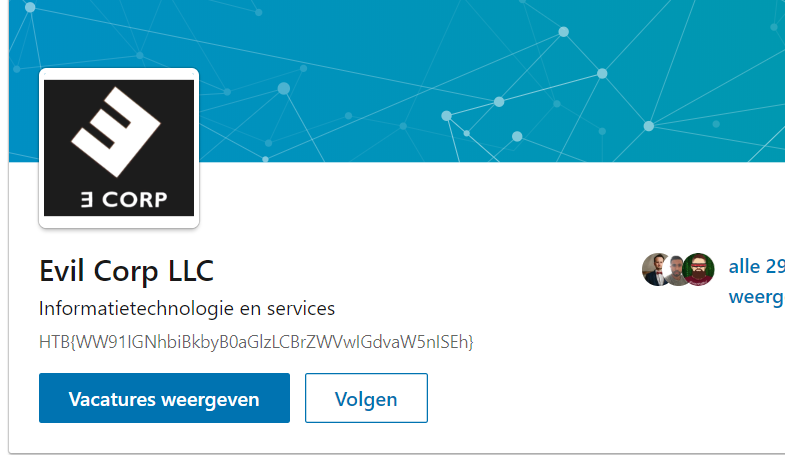 Ǝ CORP
Evil Corp LLC
Informatietechnologie en services
HTB{WW91IGNhbiBkbyB0aGlzLCBrZWVwIGdvaW5nISEh}
alle 29
weerg
Vacatures weergeven
Volgen